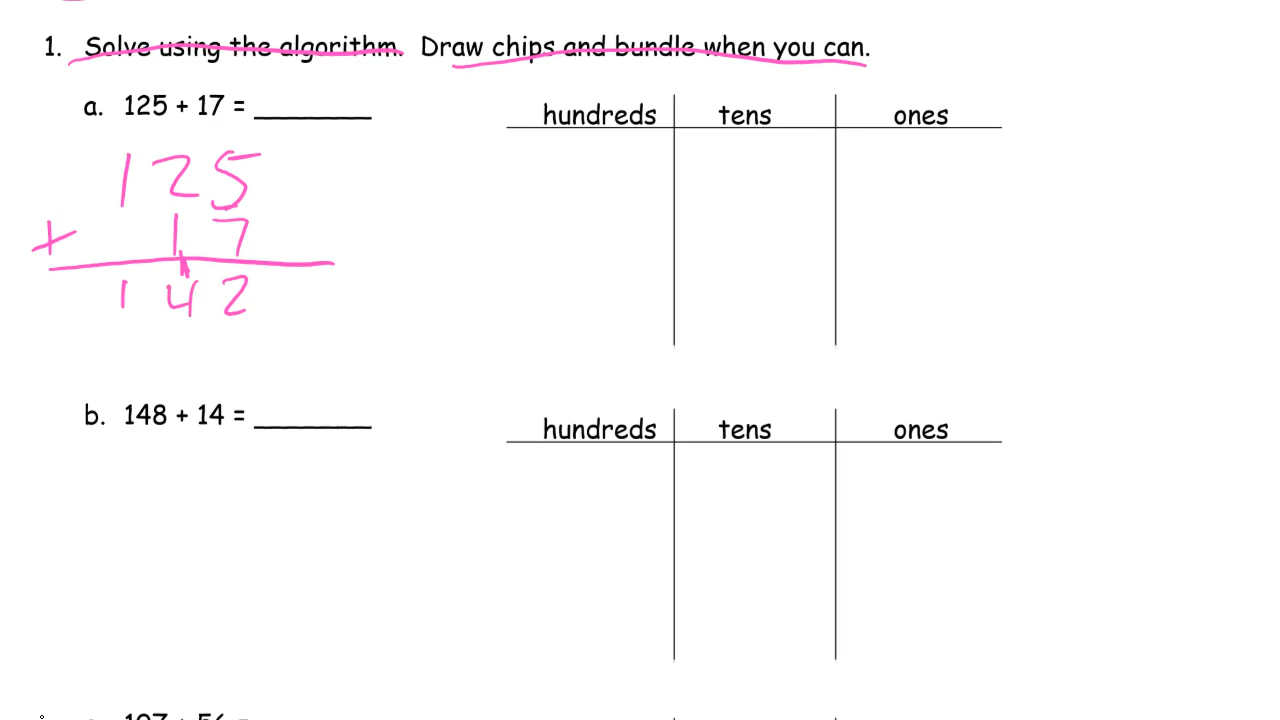 1. Solve using the algorithm. Draw chips and bundle when you can.
a. 125 + 17 = ________
hundreds tens ones
125
+ 17
142
b. 148 + 14 = ________
hundreds tens ones